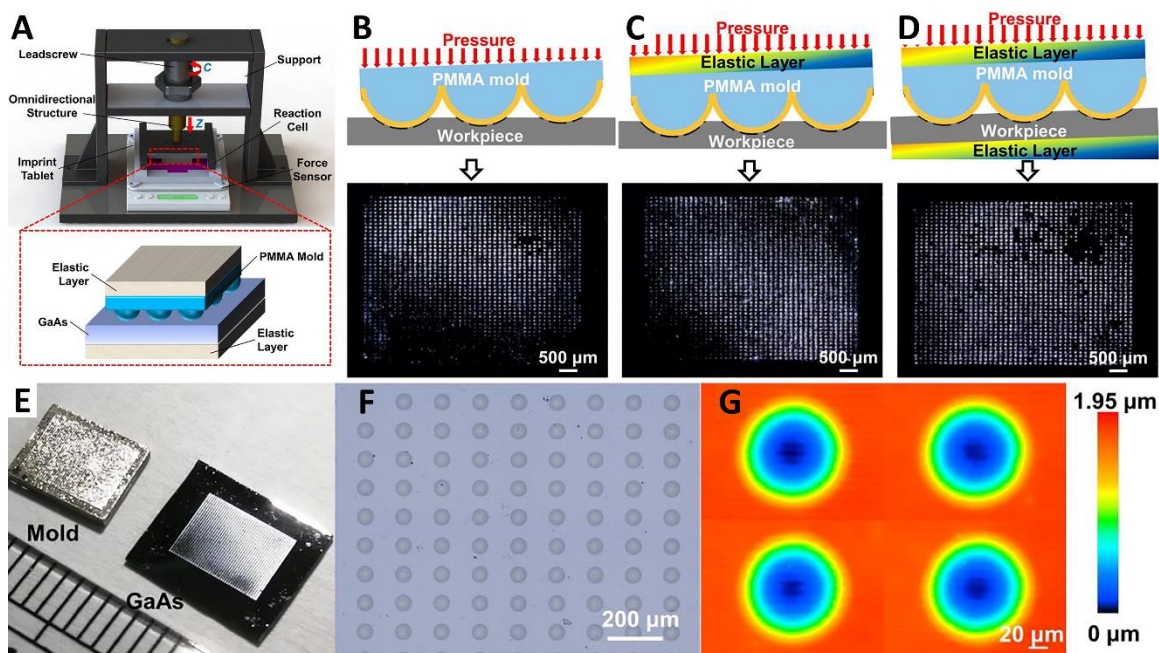 A
Leadscrew
C
Support
Omnidirectional
Structure
Z
Reaction
Cell
Imprint
Tablet
Force
Sensor
Elastic
Layer
PMMA Mold
GaAs
Elastic
Layer
B
Pressure
PMMA mold
Workpiece
500 µm
C
Pressure
Elastic Layer
PMMA mold
Workpiece
500 µm
D
Pressure
Elastic Layer
PMMA mold
Workpiece
Elastic Layer
500 µm
E
Mold
GaAs
F
200 µm
G
20 µm
1.95 µm
0 µm